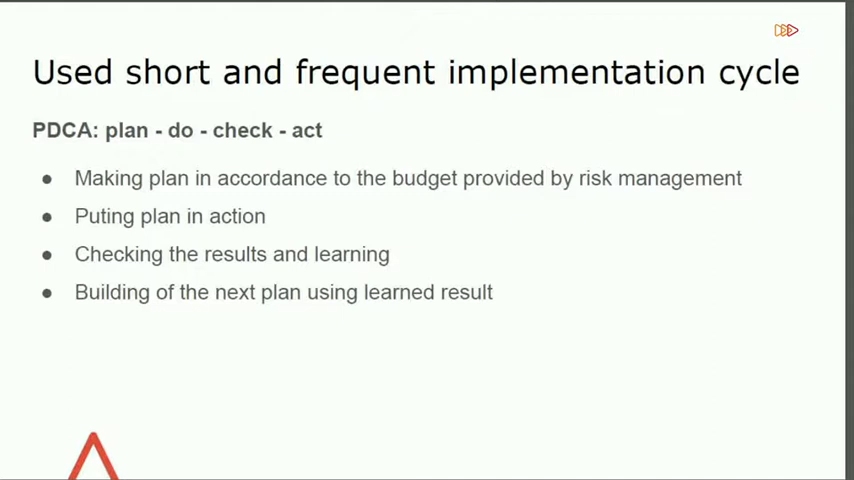 Used short and frequent implementation cycle
PDCA: plan - do - check - act
● Making plan in accordance to the budget provided by risk management
● Puting plan in action
● Checking the results and learning
● Building of the next plan using learned result